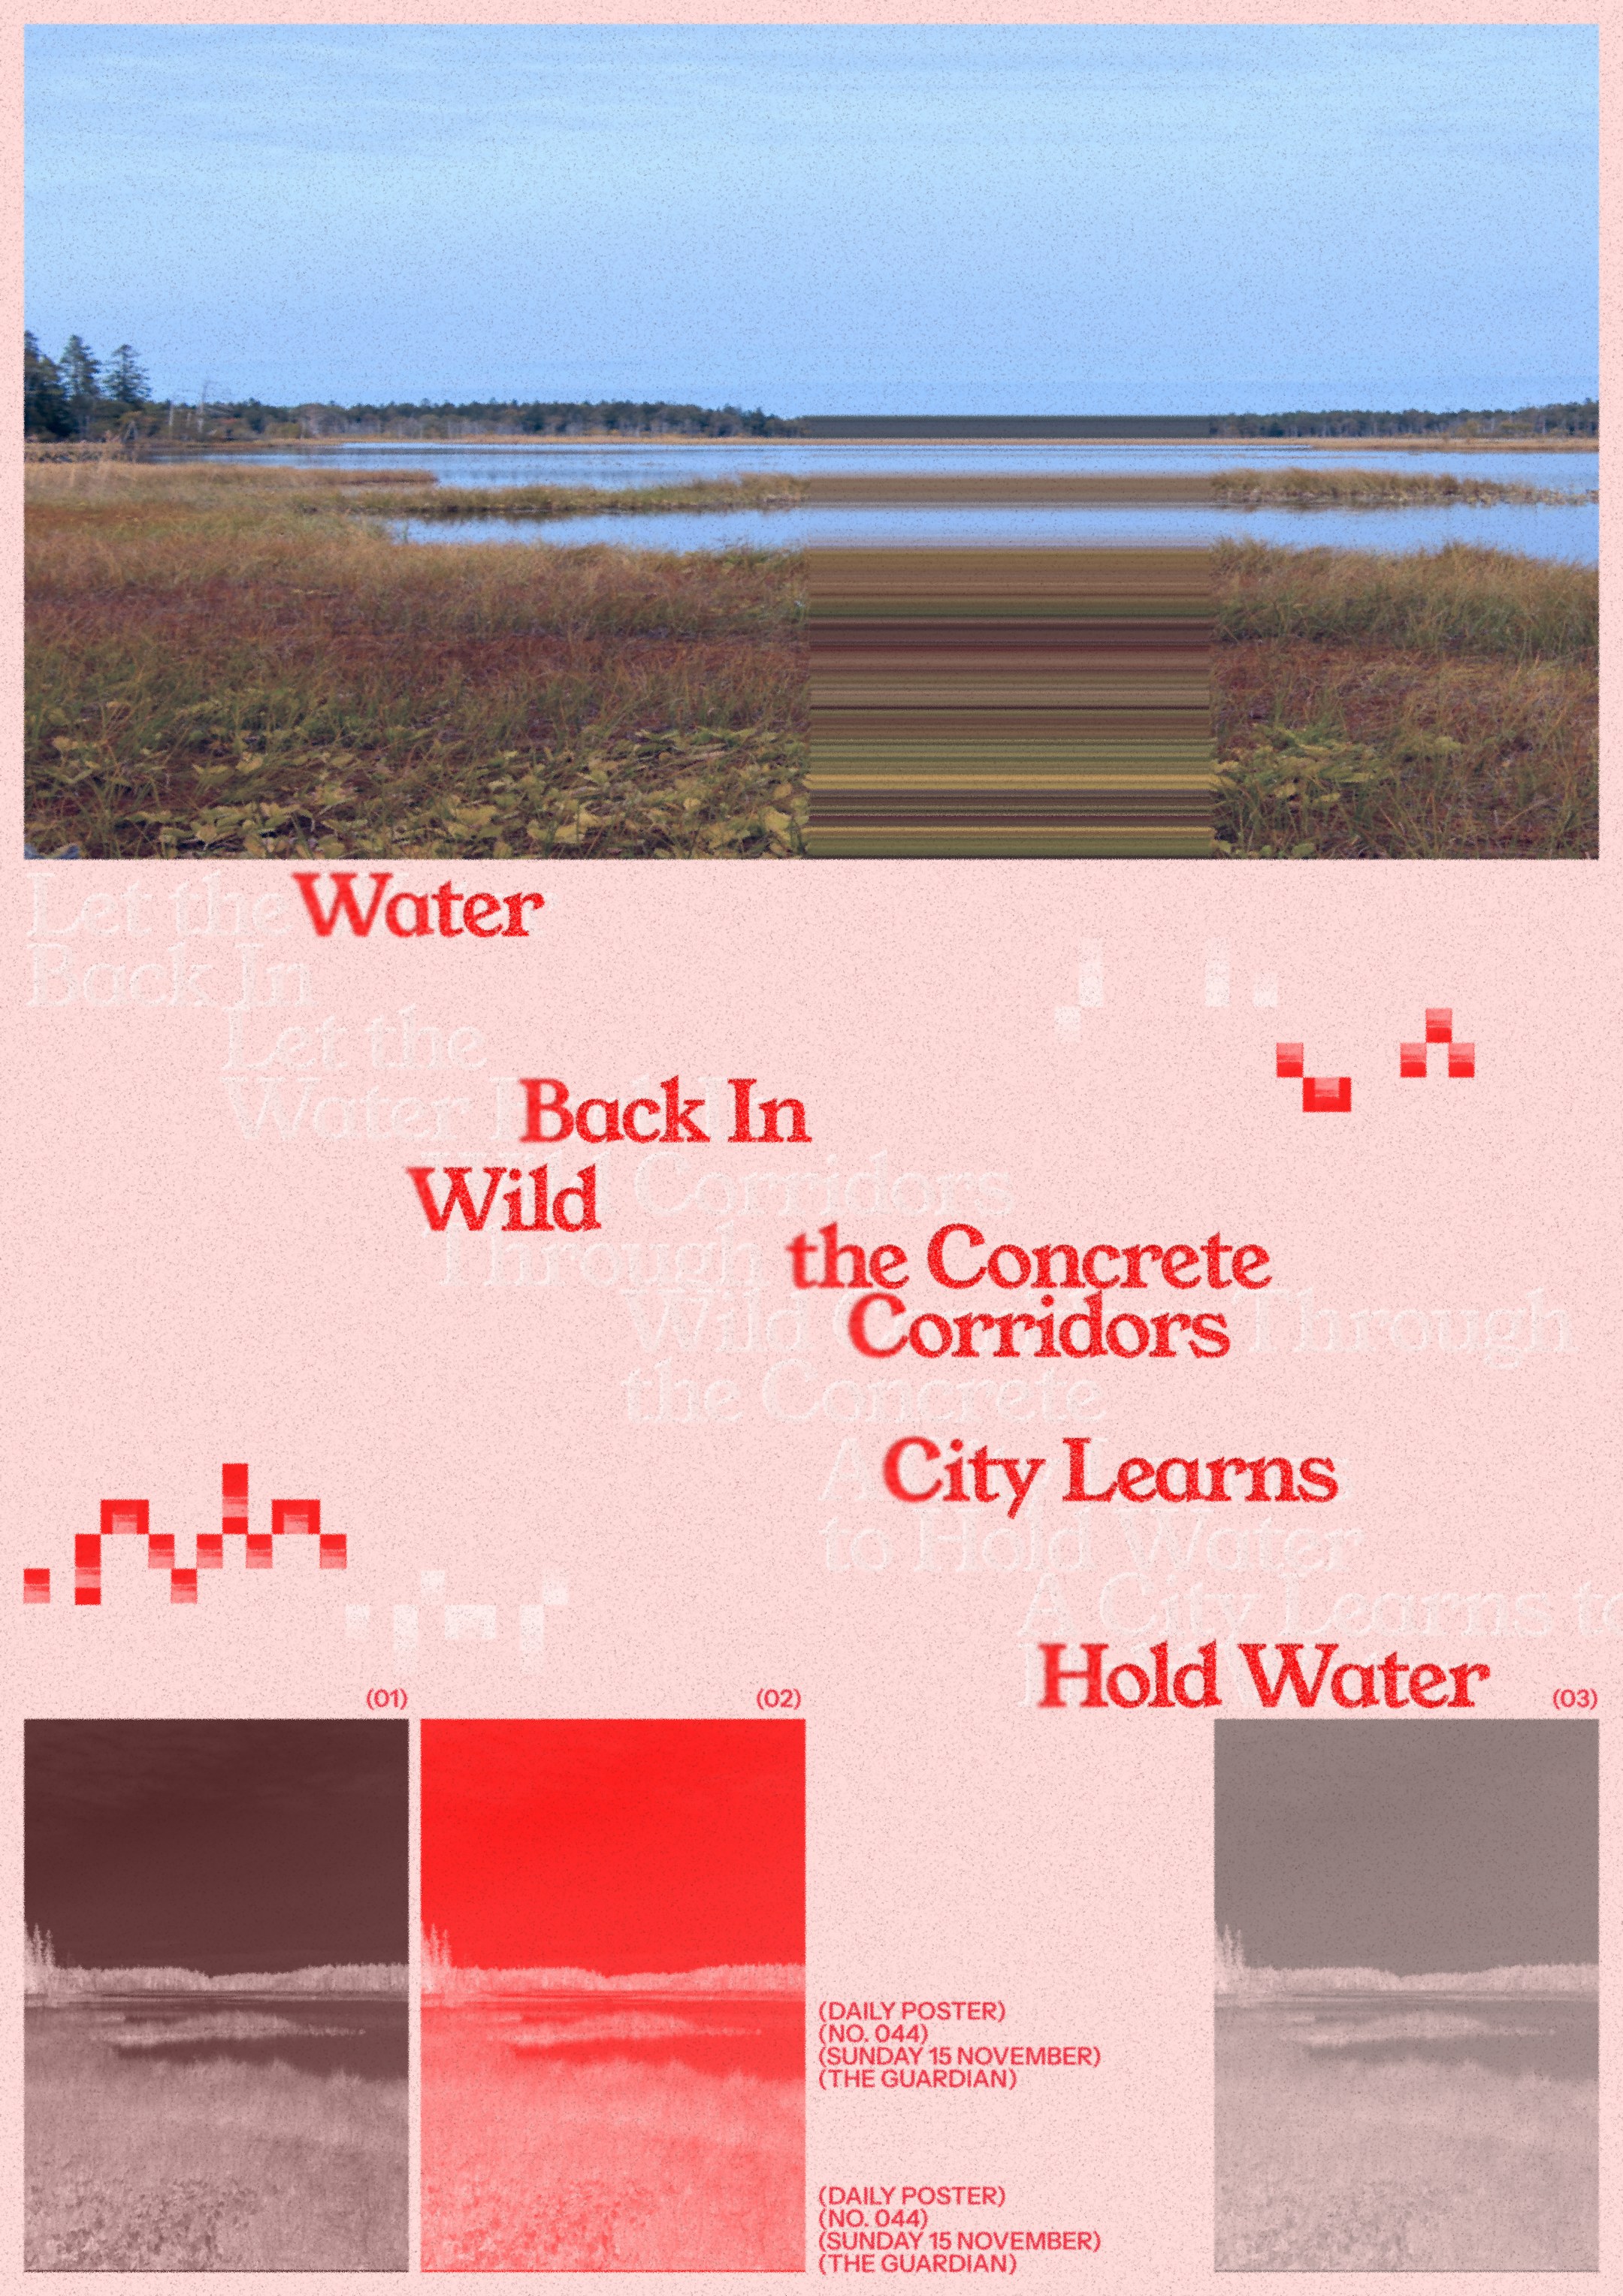 Let the Water
Back In
Let the
Water Back In
Wild Corridors
Through the Concrete
Wild Corridors Through
the Concrete
A City Learns
to Hold Water
A City Learns to
Hold Water
(01)
(02)
(03)
(DAILY POSTER)
(NO. 044)
(SUNDAY 15 NOVEMBER)
(THE GUARDIAN)
(DAILY POSTER)
(NO. 044)
(SUNDAY 15 NOVEMBER)
(THE GUARDIAN)